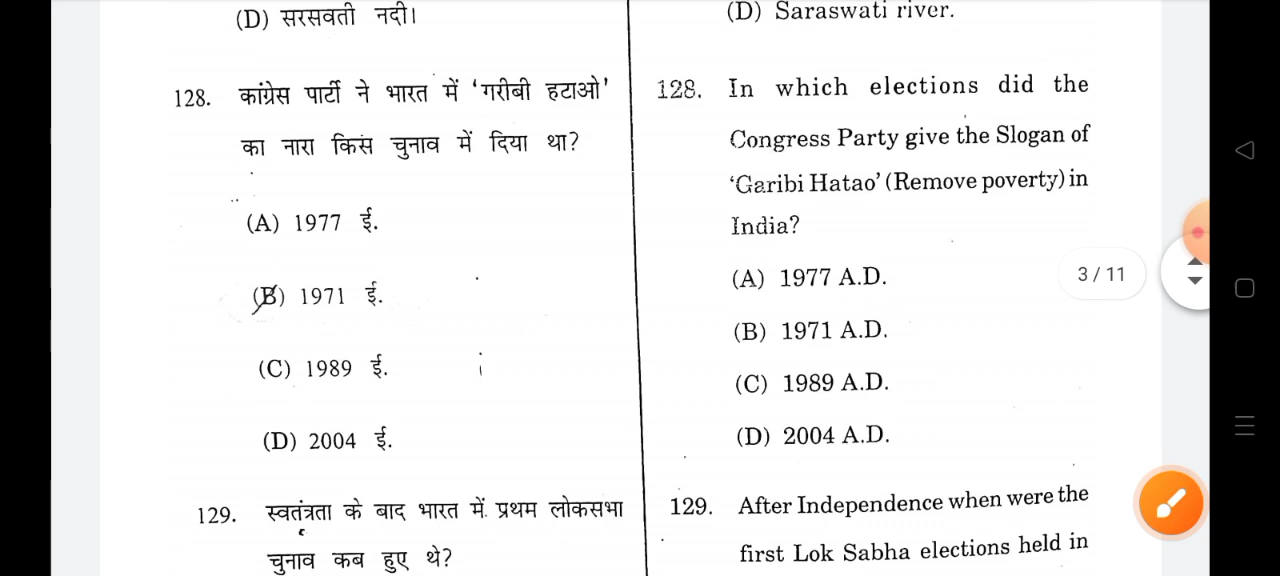 (D) सरसवती नदी।
128. कांग्रेस पार्टी ने भारत में 'गरीबी हटाओ'
का नारा किस चुनाव में दिया था?
(A) 1977 ई.
(B) 1971 ई.
(C) 1989 ई.
(D) 2004 ई.
129. स्वतंत्रता के बाद भारत में प्रथम लोकसभा
चुनाव कब हुए थे?
(D) Saraswati river.
128. In which elections did the
Congress Party give the Slogan of
'Garibi Hatao' (Remove poverty) in
India?
(A) 1977 A.D.
(B) 1971 A.D.
(C) 1989 A.D.
(D) 2004 A.D.
129. After Independence when were the
first Lok Sabha elections held in
3 / 11